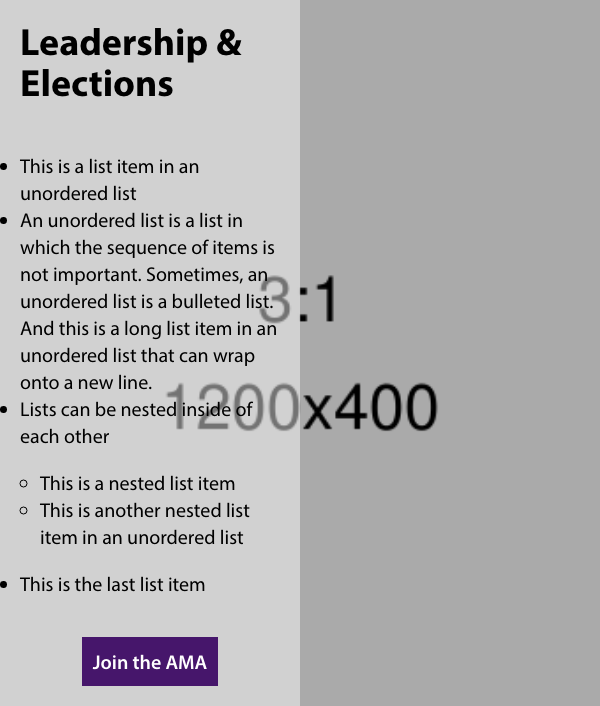 Leadership &
Elections
This is a list item in an
unordered list
An unordered list is a list in
which the sequence of items is
not important. Sometimes, an
unordered list is a bulleted list.
And this is a long list item in an
unordered list that can wrap
onto a new line.
Lists can be nested inside of
each other
This is a nested list item
This is another nested list
item in an unordered list
This is the last list item
Join the AMA
3:1
1200x400